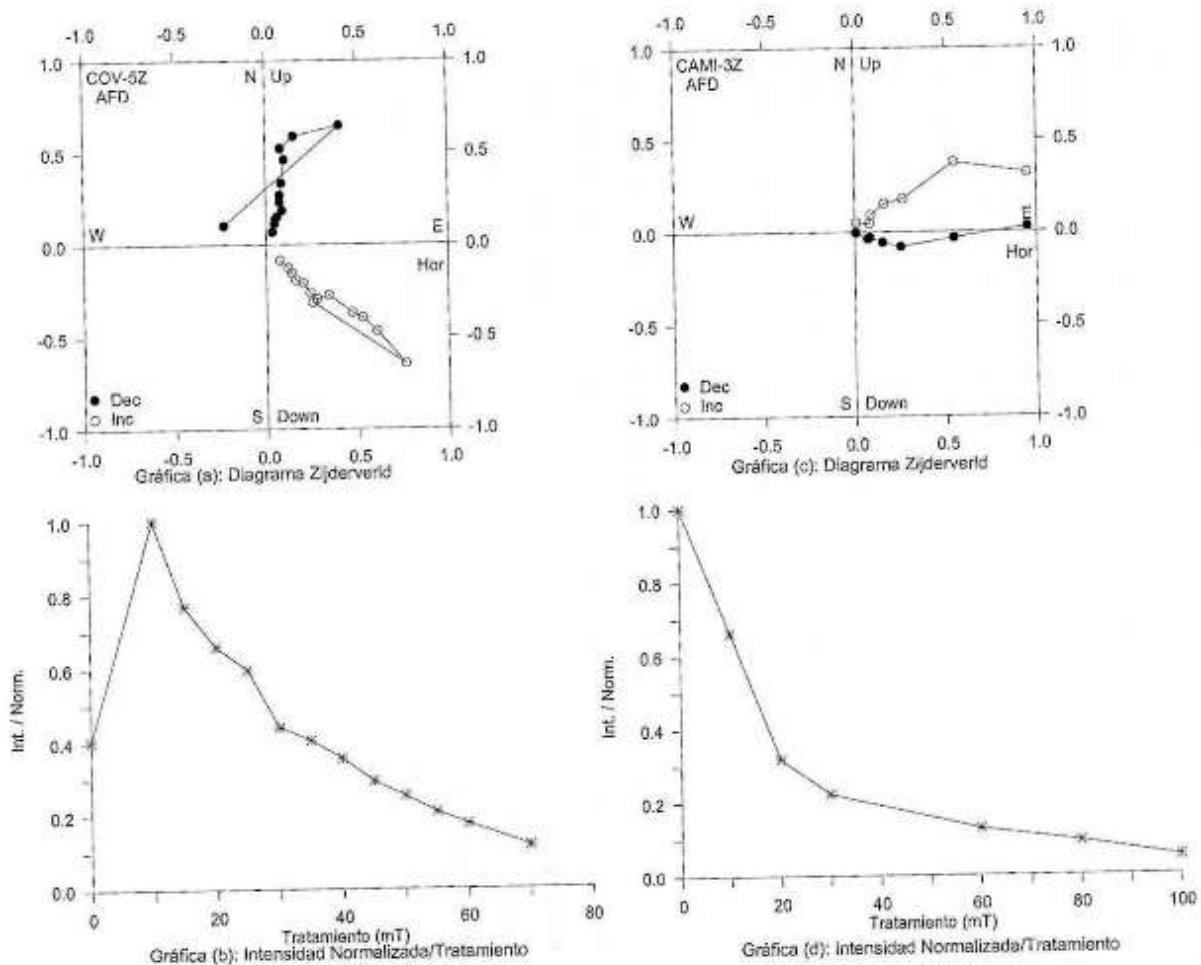 -1.0 -0.5 0.0 0.5 1.0
1.0 0.5 0.0 -0.5 -1.0
COV-5Z
AFD
N Up
W
E
Hor
1.0 0.5 0.0 -0.5 -1.0
Dec
Inc
S Down
-1.0 -0.5 0.0 0.5 1.0
Gráfica (a): Diagrama Zijderverld
-1.0 -0.5 0.0 0.5 1.0
1.0 0.5 0.0 -0.5 -1.0
CAMI-3Z
AFD
N Up
W
E
Hor
1.0 0.5 0.0 -0.5 -1.0
Dec
Inc
S Down
-1.0 -0.5 0.0 0.5 1.0
Gráfica (c): Diagrama Zijderverld
Int. / Norm.
1.0 0.8 0.6 0.4 0.2 0.0
0 20 40 60 80
Tratamiento (mT)
Gráfica (b): Intensidad Normalizada/Tratamiento
Int. / Norm.
1.0 0.8 0.6 0.4 0.2 0.0
0 20 40 60 80 100
Tratamiento (mT)
Gráfica (d): Intensidad Normalizada/Tratamiento